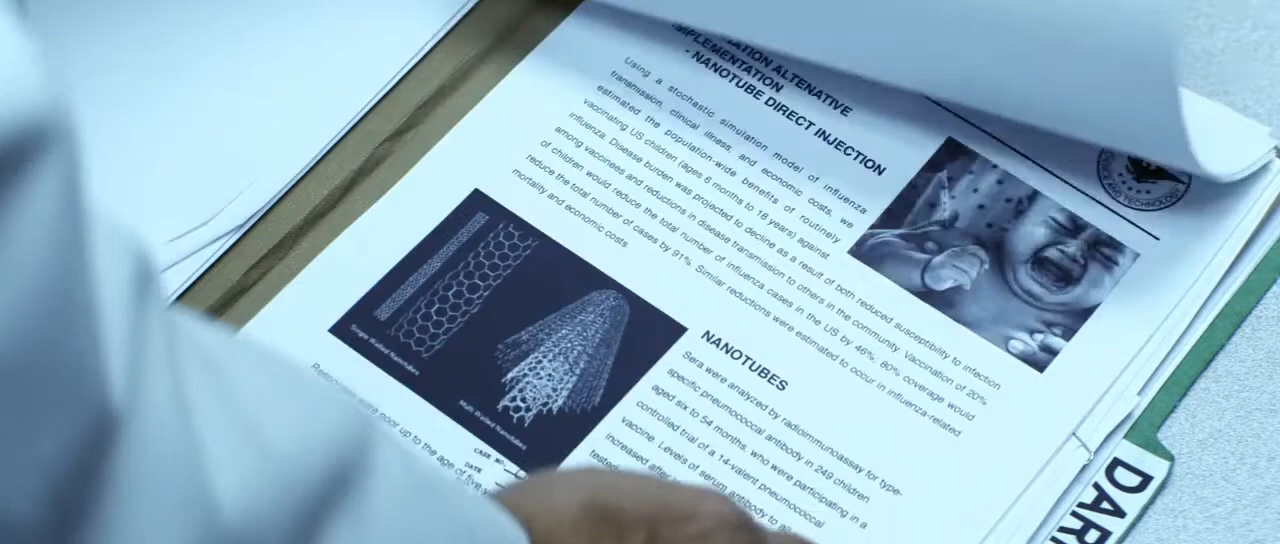 ALTENATIVE
IMPLEMENTATION
- NANOTUBE DIRECT INJECTION
Using a stochastic simulation model of influenza
transmission, clinical illness, and economic costs, we
estimated the population-wide benefits of routinely
vaccinating US children (ages 6 months to 18 years) against
influenza. Disease burden was projected to decline as a result of both reduced susceptibility to infection
among vaccinees and reductions in disease transmission to others in the community. Vaccination of 20%
of children would reduce the total number of influenza cases in the US by 46%; 80% coverage would
reduce the total number of cases by 91%. Similar reductions were estimated to occur in influenza-related
mortality and economic costs.
AND TECHNOLOGY
Single Walled Nanotubes
Multi Walled Nanotubes
NANOTUBES
Sera were analyzed by radioimmunoassay for type-
specific pneumococcal antibody in 249 children
aged six to 54 months, who were participating in a
controlled trial of a 14-valent pneumococcal
vaccine. Levels of serum antibody to
increased after
tested
were poor up to the age of five
CASE NO.
DATE
DAR